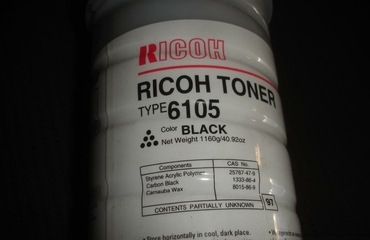 RICOH
RICOH TONER
TYPE 6105
Color BLACK
Net Weight 1160g/40.92oz
Components CAS No.
Styrene Acrylic Polymer 25767-47-9
Carbon Black 1333-86-4
Carnauba Wax 8015-86-9
CONTENTS PARTIALLY UNKNOWN 97
Store horizontally in cool, dark place.